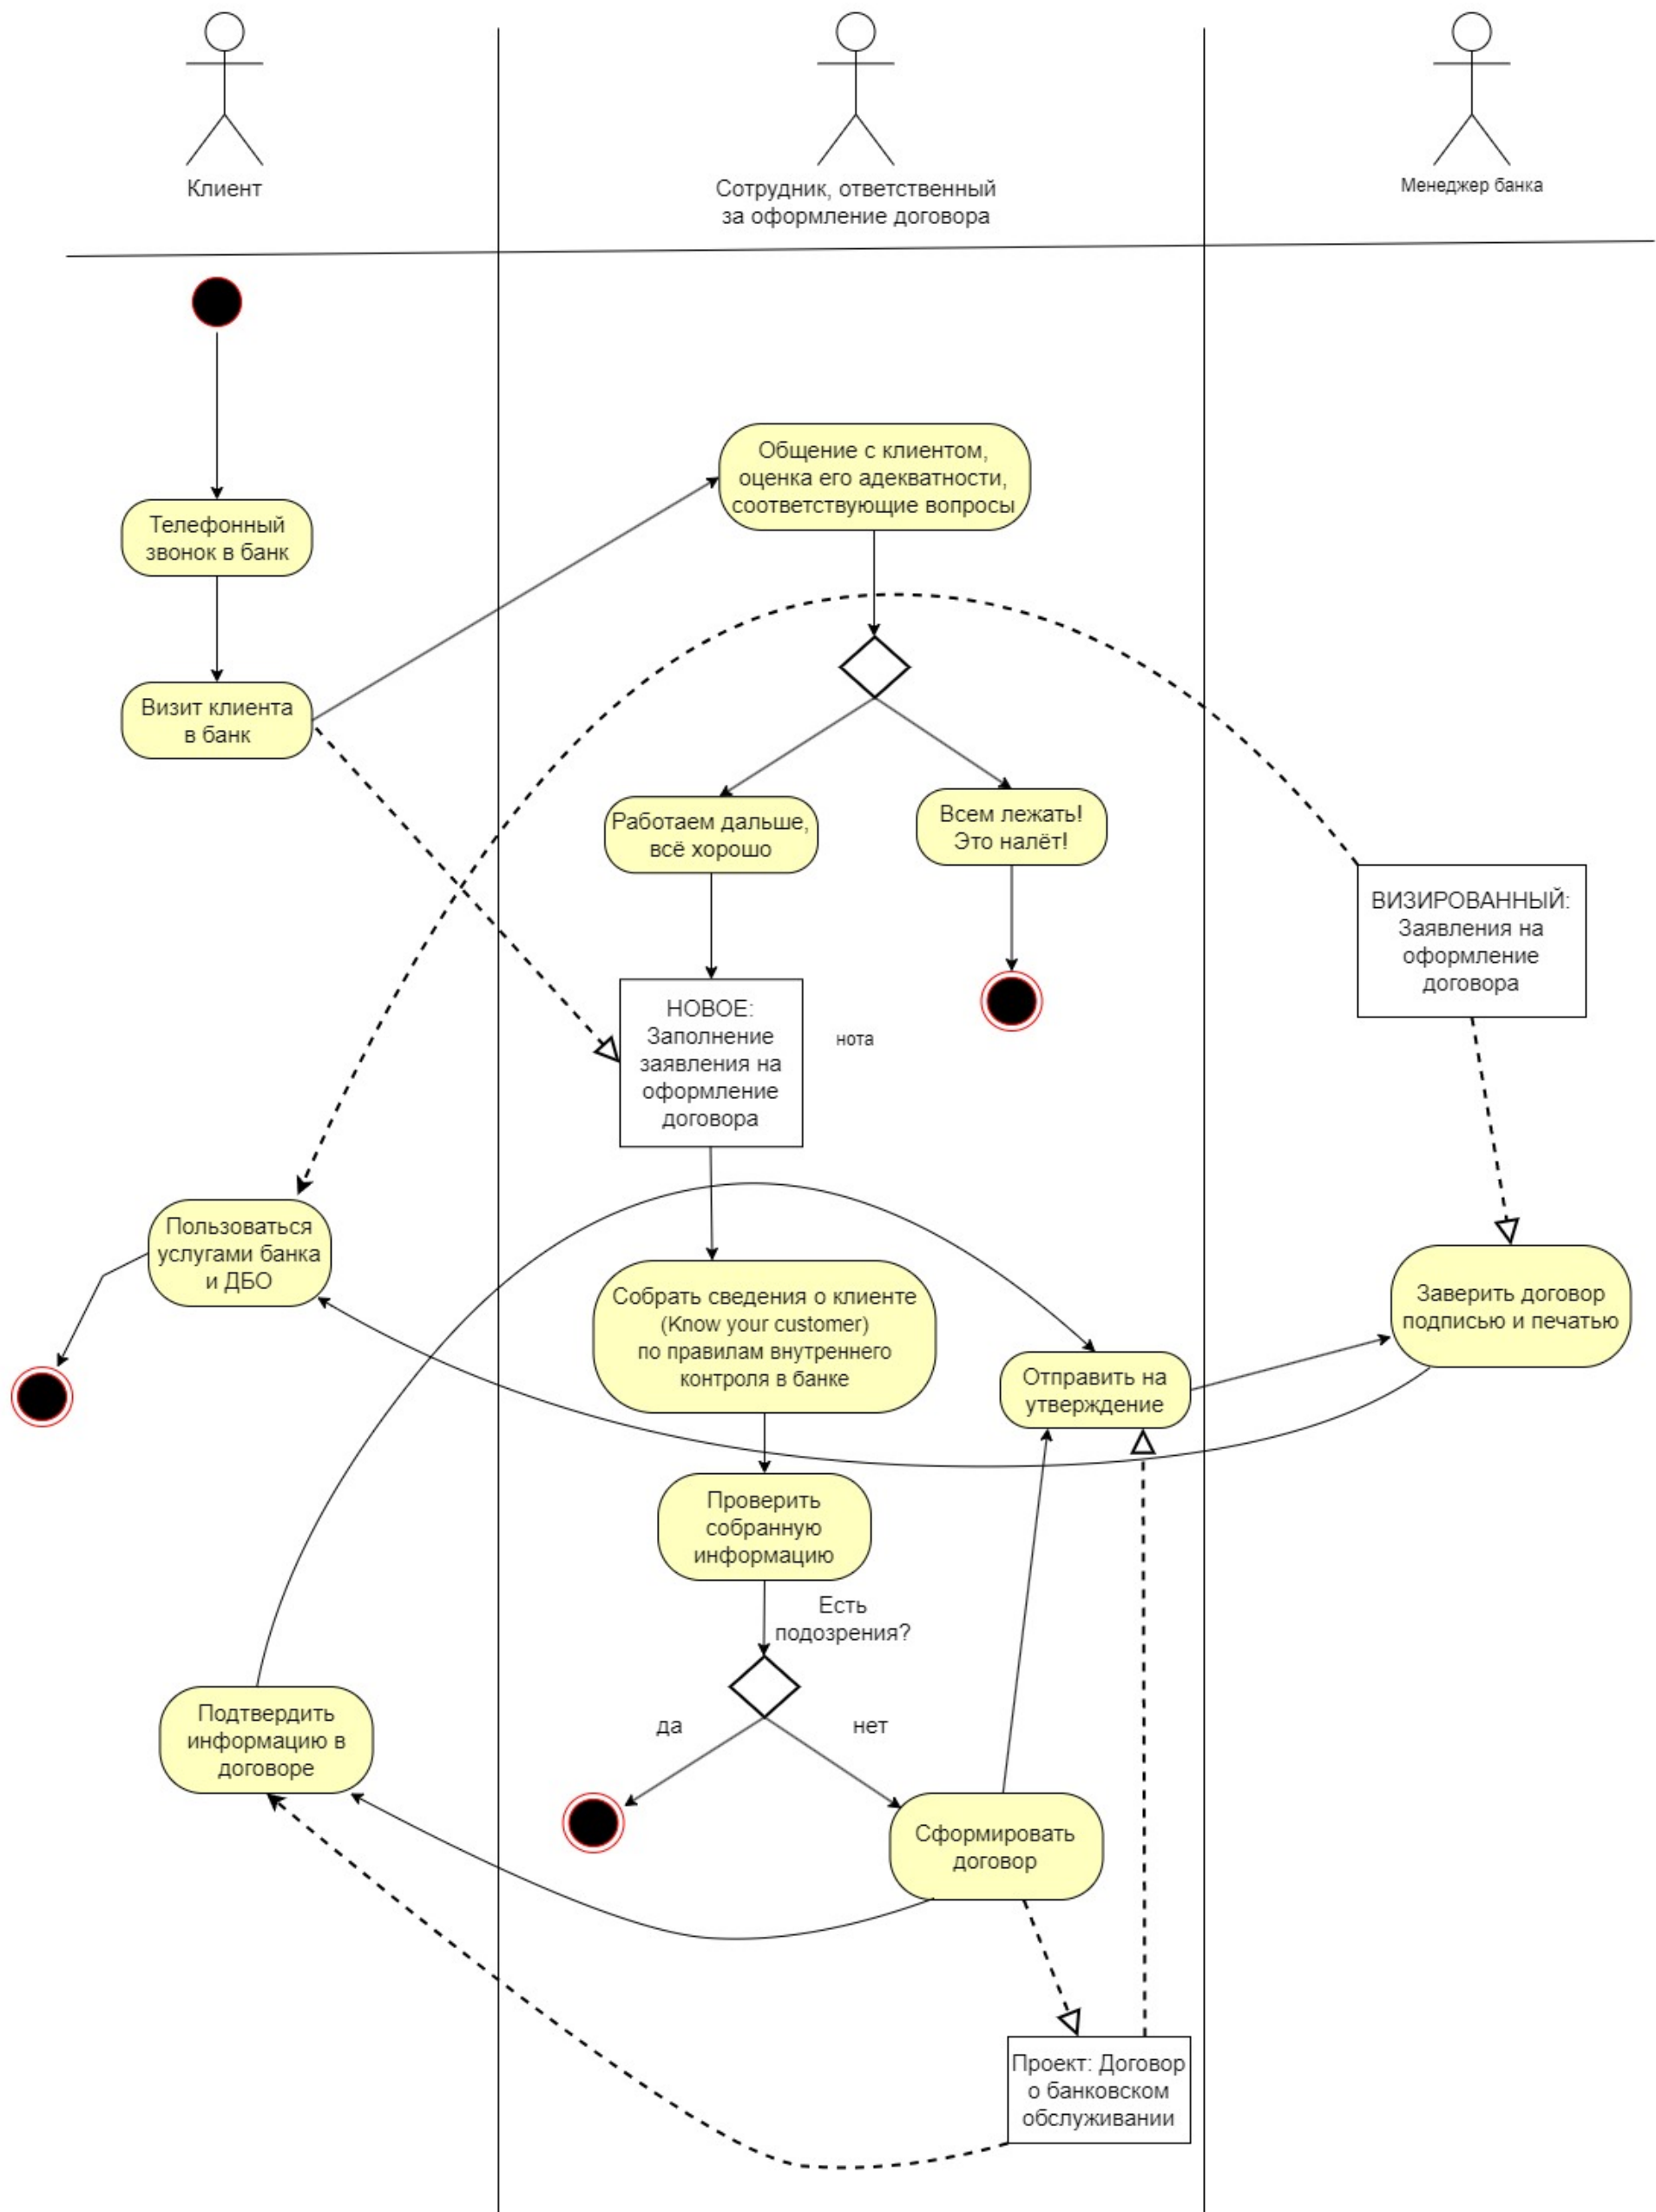 Клиент
Сотрудник, ответственный
за оформление договора
Менеджер банка
Общение с клиентом,
оценка его адекватности,
соответствующие вопросы
Телефонный
звонок в банк
Визит клиента
в банк
Работаем дальше,
всё хорошо
Всем лежать!
Это налёт!
ВИЗИРОВАННЫЙ:
Заявления на
оформление
договора
НОВОЕ:
Заполнение
заявления на
оформление
договора
нота
Пользоваться
услугами банка
и ДБО
Собрать сведения о клиенте
(Know your customer)
по правилам внутреннего
контроля в банке
Заверить договор
подписью и печатью
Отправить на
утверждение
Проверить
собранную
информацию
Есть
подозрения?
Подтвердить
информацию в
договоре
да
нет
Сформировать
договор
Проект: Договор
о банковском
обслуживании